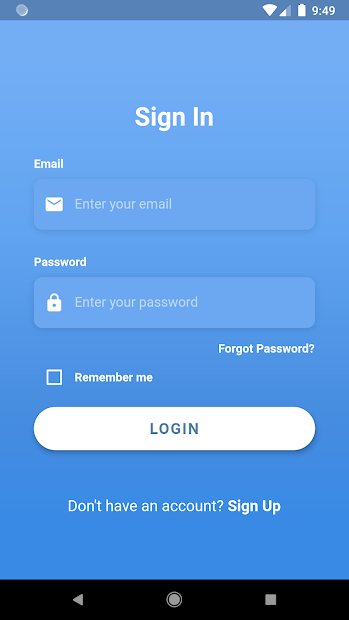 9:49
Sign In
Email
Enter your email
Password
Enter your password
Forgot Password?
Remember me
LOGIN
Don't have an account? Sign Up